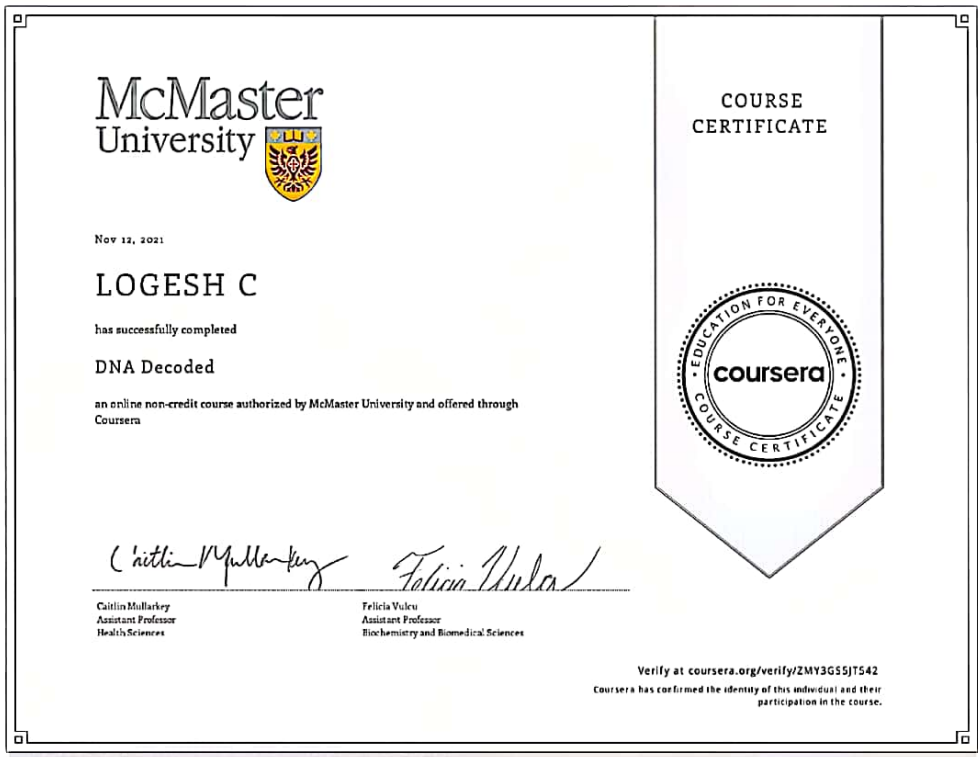 McMaster
University
Nov 12, 2021
LOGESH C
has successfully completed
DNA Decoded
an online non-credit course authorized by McMaster University and offered through
Coursera
Caitlin Mullarkey
Felicia Vulcu
Caitlin Mullarkey
Assistant Professor
Health Sciences
Felicia Vulcu
Assistant Professor
Biochemistry and Biomedical Sciences
COURSE
CERTIFICATE
EDUCATION FOR EVERYONE
coursera
COURSE CERTIFICATE
Verify at coursera.org/verify/ZMY3GS5JT542
Coursera has confirmed the identity of this individual and their
participation in the course.